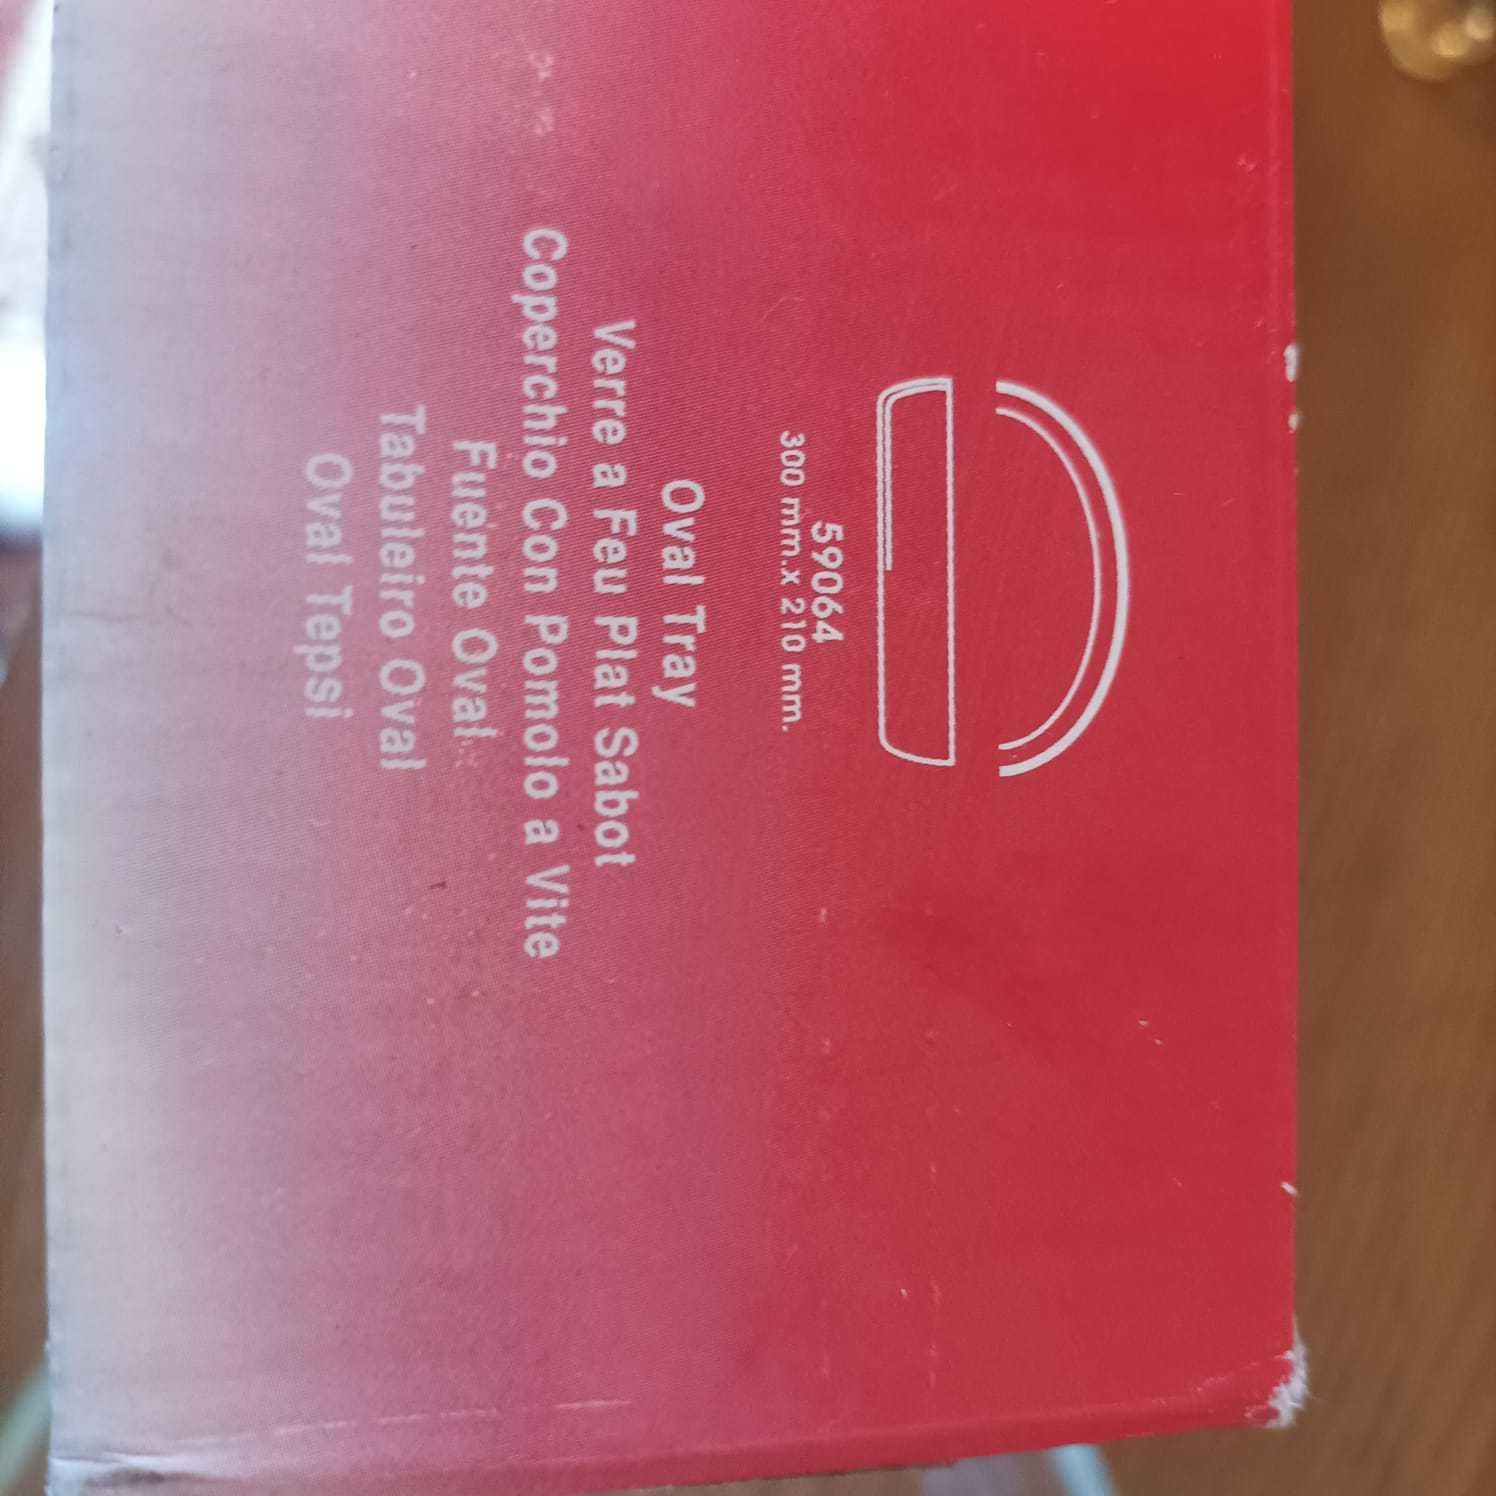 59064
300 mm.x 210 mm.
Oval Tray
Verre a Feu Plat Sabot
Coperchio Con Pomolo a Vite
Fuente Oval
Tabuleiro Oval
Oval Tepsi